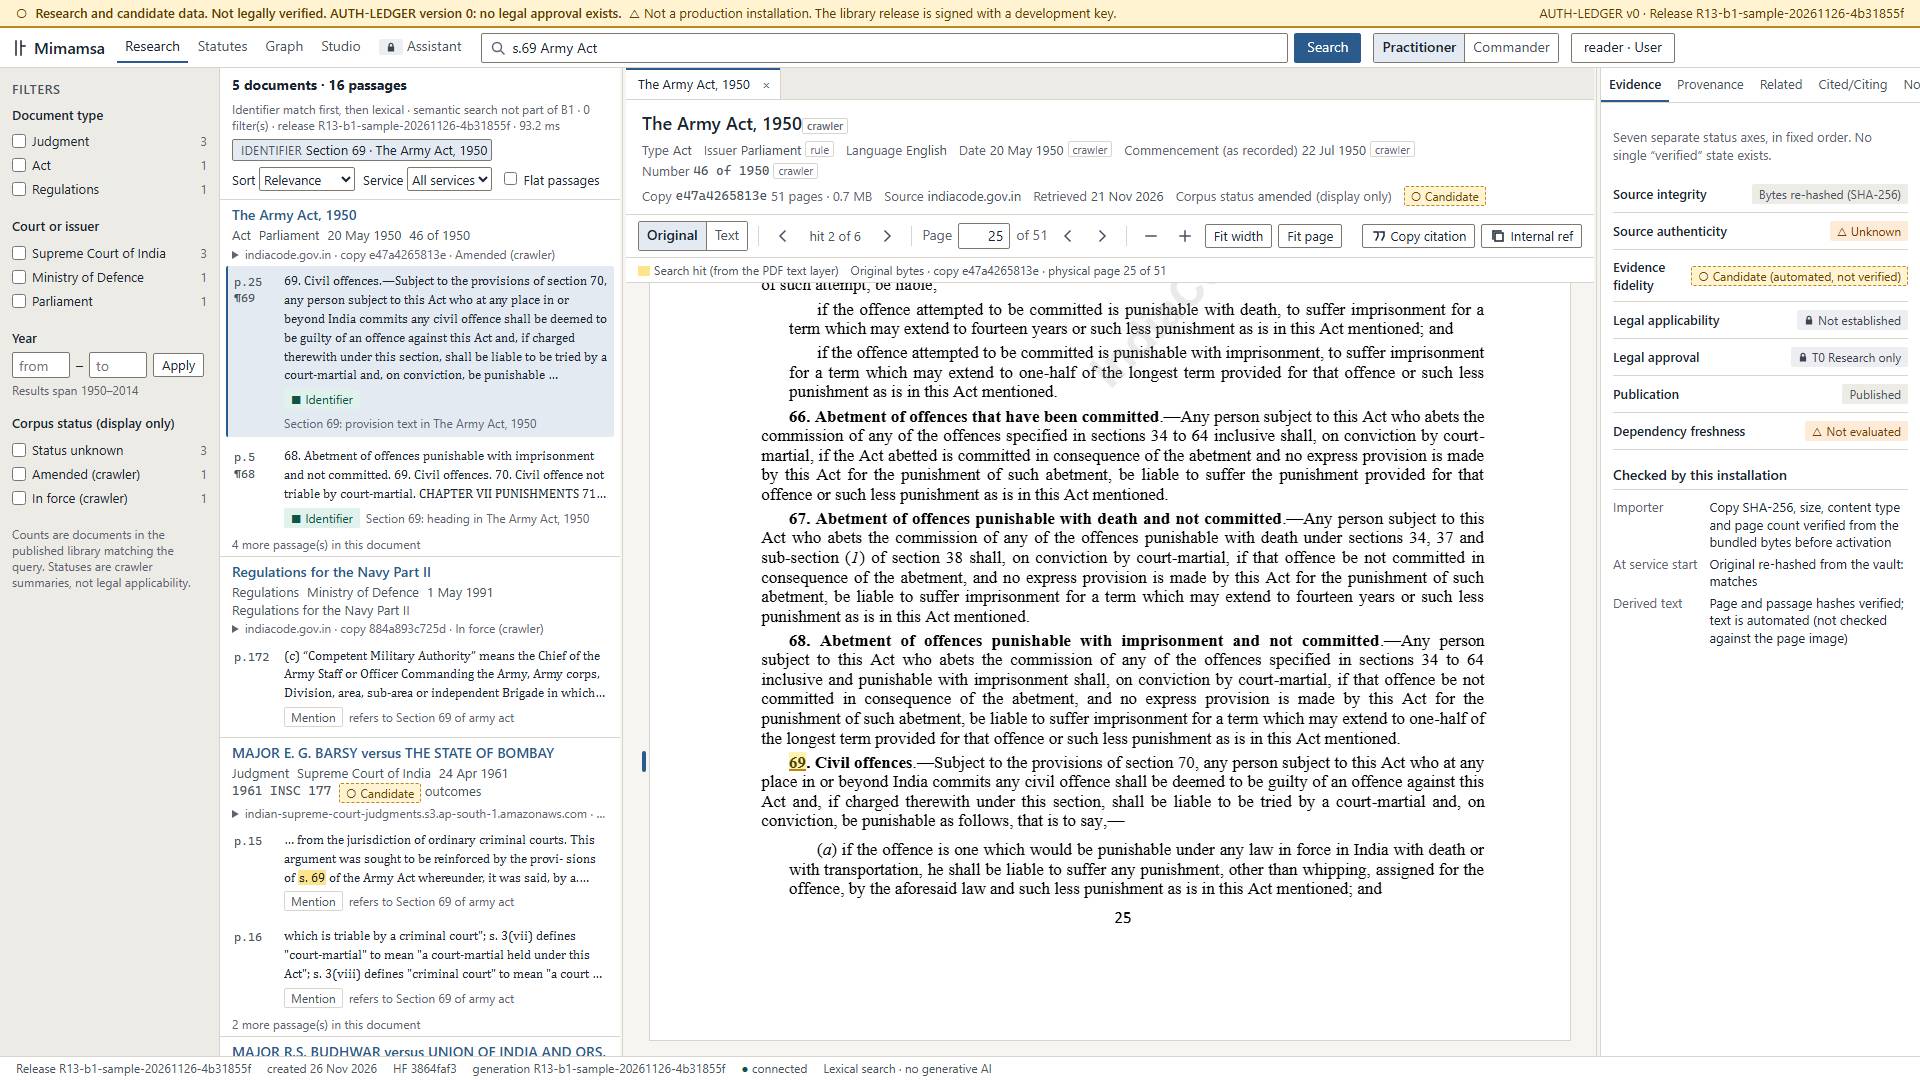 Research and candidate data. Not legally verified. AUTH-LEDGER version 0: no legal approval exists. ⚠ Not a production installation. The library release is signed with a development key. AUTH-LEDGER v0 · Release R13-b1-sample-20261126-4b31855f
Mimamsa Research Statutes Graph Studio Assistant s.69 Army Act Search Practitioner Commander reader · User
FILTERS
Document type
Judgment 3
Act 1
Regulations 1
Court or issuer
Supreme Court of India 3
Ministry of Defence 1
Parliament 1
Year
from – to Apply
Results span 1950–2014
Corpus status (display only)
Status unknown 3
Amended (crawler) 1
In force (crawler) 1
Counts are documents in the
published library matching the
query. Statuses are crawler
summaries, not legal applicability.
5 documents · 16 passages
Identifier match first, then lexical · semantic search not part of B1 · 0
filter(s) · release R13-b1-sample-20261126-4b31855f · 93.2 ms
IDENTIFIER Section 69 · The Army Act, 1950
Sort Relevance Service All services Flat passages
The Army Act, 1950
Act Parliament 20 May 1950 46 of 1950
▶ indiacode.gov.in · copy e47a4265813e · Amended (crawler)
p.25 69. Civil offences.—Subject to the provisions of section 70,
¶69 any person subject to this Act who at any place in or
beyond India commits any civil offence shall be deemed to
be guilty of an offence against this Act and, if charged
therewith under this section, shall be liable to be tried by a
court-martial and, on conviction, be punishable ...
■ Identifier
Section 69: provision text in The Army Act, 1950
p.5 68. Abetment of offences punishable with imprisonment
¶68 and not committed. 69. Civil offences. 70. Civil offence not
triable by court-martial. CHAPTER VII PUNISHMENTS 71...
■ Identifier Section 69: heading in The Army Act, 1950
4 more passage(s) in this document
Regulations for the Navy Part II
Regulations Ministry of Defence 1 May 1991
Regulations for the Navy Part II
▶ indiacode.gov.in · copy 884a893c725d · In force (crawler)
p.172 (c) “Competent Military Authority” means the Chief of the
Army Staff or Officer Commanding the Army, Army corps,
Division, area, sub-area or independent Brigade in which...
Mention refers to Section 69 of army act
MAJOR E. G. BARSY versus THE STATE OF BOMBAY
Judgment Supreme Court of India 24 Apr 1961
1961 INSC 177 Candidate outcomes
▶ indian-supreme-court-judgments.s3.ap-south-1.amazonaws.com · ...
p.15 ... from the jurisdiction of ordinary criminal courts. This
argument was sought to be reinforced by the provi- sions
of s. 69 of the Army Act whereunder, it was said, by a....
Mention refers to Section 69 of army act
p.16 which is triable by a criminal court"; s. 3(vii) defines
"court-martial" to mean "a court-martial held under this
Act"; s. 3(viii) defines "criminal court" to mean "a court ...
Mention refers to Section 69 of army act
2 more passage(s) in this document
MAJOR R.S. BUDHWAR versus UNION OF INDIA AND ORS.
The Army Act, 1950 ×
The Army Act, 1950 crawler
Type Act Issuer Parliament rule Language English Date 20 May 1950 crawler Commencement (as recorded) 22 Jul 1950 crawler
Number 46 of 1950 crawler
Copy e47a4265813e 51 pages · 0.7 MB Source indiacode.gov.in Retrieved 21 Nov 2026 Corpus status amended (display only) Candidate
Original Text hit 2 of 6 Page 25 of 51 − + Fit width Fit page Copy citation Internal ref
Search hit (from the PDF text layer) Original bytes · copy e47a4265813e · physical page 25 of 51
of such attempt, be liable,
if the offence attempted to be committed is punishable with death, to suffer imprisonment for a
term which may extend to fourteen years or such less punishment as is in this Act mentioned; and
if the offence attempted to be committed is punishable with imprisonment, to suffer imprisonment
for a term which may extend to one-half of the longest term provided for that offence or such less
punishment as is in this Act mentioned.
66. Abetment of offences that have been committed.—Any person subject to this Act who abets the
commission of any of the offences specified in sections 34 to 64 inclusive shall, on conviction by court-
martial, if the Act abetted is committed in consequence of the abetment and no express provision is made
by this Act for the punishment of such abetment, be liable to suffer the punishment provided for that
offence or such less punishment as is in this Act mentioned.
67. Abetment of offences punishable with death and not committed.—Any person subject to this
Act who abets the commission of any of the offences punishable with death under sections 34, 37 and
sub-section (1) of section 38 shall, on conviction by court-martial, if that offence be not committed in
consequence of the abetment, and no express provision is made by this Act for the punishment of such
abetment, be liable to suffer imprisonment for a term which may extend to fourteen years or such less
punishment as is in this Act mentioned.
68. Abetment of offences punishable with imprisonment and not committed.—Any person
subject to this Act who abets the commission of any of the offences specified in sections 34 to 64
inclusive and punishable with imprisonment shall, on conviction by court-martial, if that offence be not
committed in consequence of the abetment, and no express provision is made by this Act for the
punishment of such abetment, be liable to suffer imprisonment for a term which may extend to one-half of
the longest term provided for that offence or such less punishment as is in this Act mentioned.
69. Civil offences.—Subject to the provisions of section 70, any person subject to this Act who at any
place in or beyond India commits any civil offence shall be deemed to be guilty of an offence against this
Act and, if charged therewith under this section, shall be liable to be tried by a court-martial and, on
conviction, be punishable as follows, that is to say,—
(a) if the offence is one which would be punishable under any law in force in India with death or
with transportation, he shall be liable to suffer any punishment, other than whipping, assigned for the
offence, by the aforesaid law and such less punishment as is in this Act mentioned; and
25
Evidence Provenance Related Cited/Citing No
Seven separate status axes, in fixed order. No
single “verified” state exists.
Source integrity Bytes re-hashed (SHA-256)
Source authenticity ⚠ Unknown
Evidence fidelity Candidate (automated, not verified)
Legal applicability Not established
Legal approval T0 Research only
Publication Published
Dependency freshness ⚠ Not evaluated
Checked by this installation
Importer Copy SHA-256, size, content type
and page count verified from the
bundled bytes before activation
At service start Original re-hashed from the vault:
matches
Derived text Page and passage hashes verified;
text is automated (not checked
against the page image)
Release R13-b1-sample-20261126-4b31855f created 26 Nov 2026 HF 3864faf3 generation R13-b1-sample-20261126-4b31855f ● connected Lexical search · no generative AI